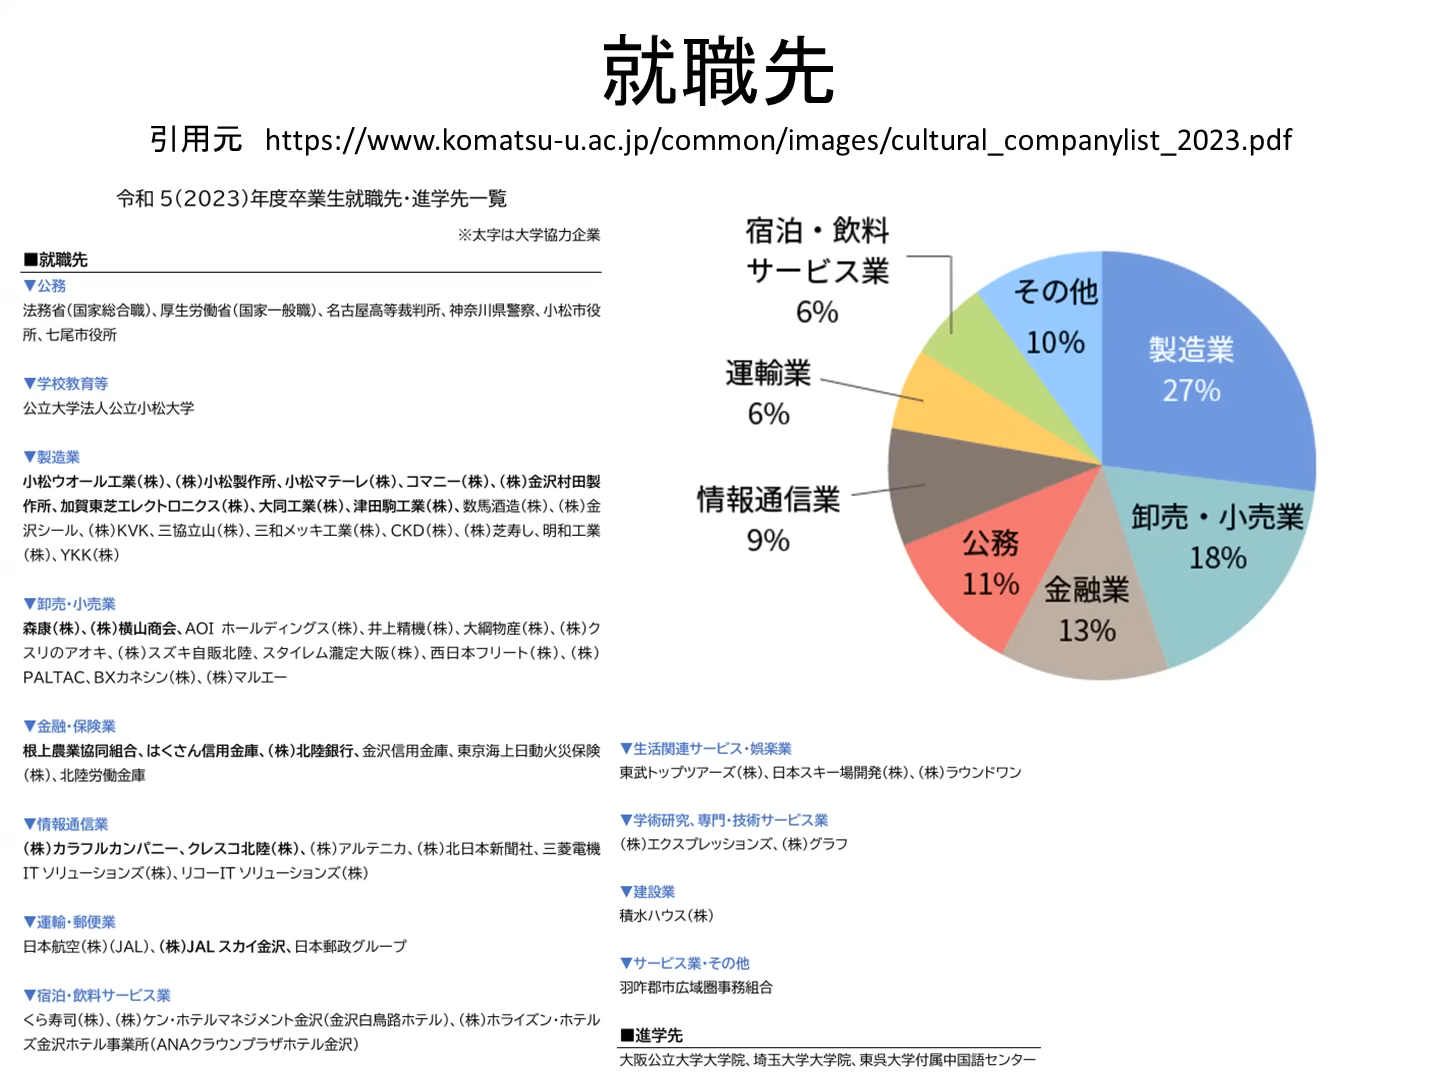 就職先
引用元 https://www.komatsu-u.ac.jp/common/images/cultural_companylist_2023.pdf
令和5(2023)年度卒業生就職先・進学先一覧
※太字は大学協力企業
■就職先
▼公務
法務省(国家総合職)、厚生労働省(国家一般職)、名古屋高等裁判所、神奈川県警察、小松市役
所、七尾市役所
▼学校教育等
公立大学法人公立小松大学
▼製造業
小松ウオール工業(株)、(株)小松製作所、小松マテーレ(株)、コマニー(株)、(株)金沢村田製
作所、加賀東芝エレクトロニクス(株)、大同工業(株)、津田駒工業(株)、数馬酒造(株)、(株)金
沢シール、(株)KVK、三協立山(株)、三和メッキ工業(株)、CKD(株)、(株)芝寿し、明和工業
(株)、YKK(株)
▼卸売・小売業
森康(株)、(株)横山商会、AOI ホールディングス(株)、井上精機(株)、大綱物産(株)、(株)ク
スリのアオキ、(株)スズキ自販北陸、スタイレム瀧定大阪(株)、西日本フリート(株)、(株)
PALTAC、BXカネシン(株)、(株)マルエー
▼金融・保険業
根上農業協同組合、はくさん信用金庫、(株)北陸銀行、金沢信用金庫、東京海上日動火災保険
(株)、北陸労働金庫
▼情報通信業
(株)カラフルカンパニー、クレスコ北陸(株)、(株)アルテニカ、(株)北日本新聞社、三菱電機
IT ソリューションズ(株)、リコーIT ソリューションズ(株)
▼運輸・郵便業
日本航空(株)(JAL)、(株)JAL スカイ金沢、日本郵政グループ
▼宿泊・飲料サービス業
くら寿司(株)、(株)ケン・ホテルマネジメント金沢(金沢白鳥路ホテル)、(株)ホライズン・ホテル
ズ金沢ホテル事業所(ANAクラウンプラザホテル金沢)
宿泊・飲料
サービス業
6%
その他
10%
製造業
27%
運輸業
6%
情報通信業
9%
卸売・小売業
18%
公務
11%
金融業
13%
▼生活関連サービス・娯楽業
東武トップツアーズ(株)、日本スキー場開発(株)、(株)ラウンドワン
▼学術研究、専門・技術サービス業
(株)エクスプレッションズ、(株)グラフ
▼建設業
積水ハウス(株)
▼サービス業・その他
羽咋郡市広域圏事務組合
■進学先
大阪公立大学大学院、埼玉大学大学院、東呉大学付属中国語センター